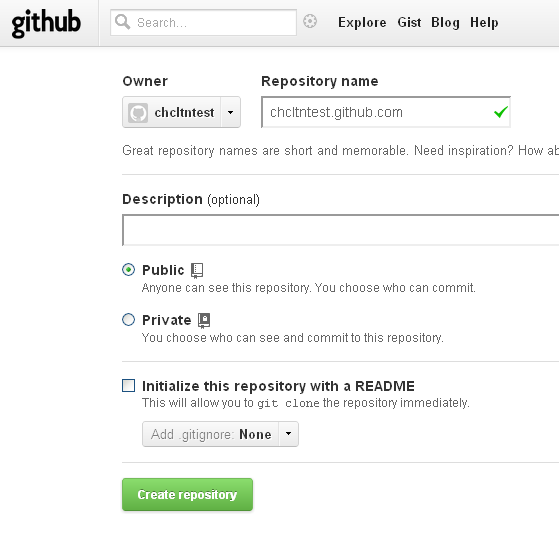 github
Search...
Explore Gist Blog Help
Owner Repository name
chcltntest chcltntest.github.com
Great repository names are short and memorable. Need inspiration? How
Description (optional)
Public
Anyone can see this repository. You choose who can commit.
Private
You choose who can see and commit to this repository.
Initialize this repository with a README
This will allow you to git clone the repository immediately.
Add .gitignore: None
Create repository